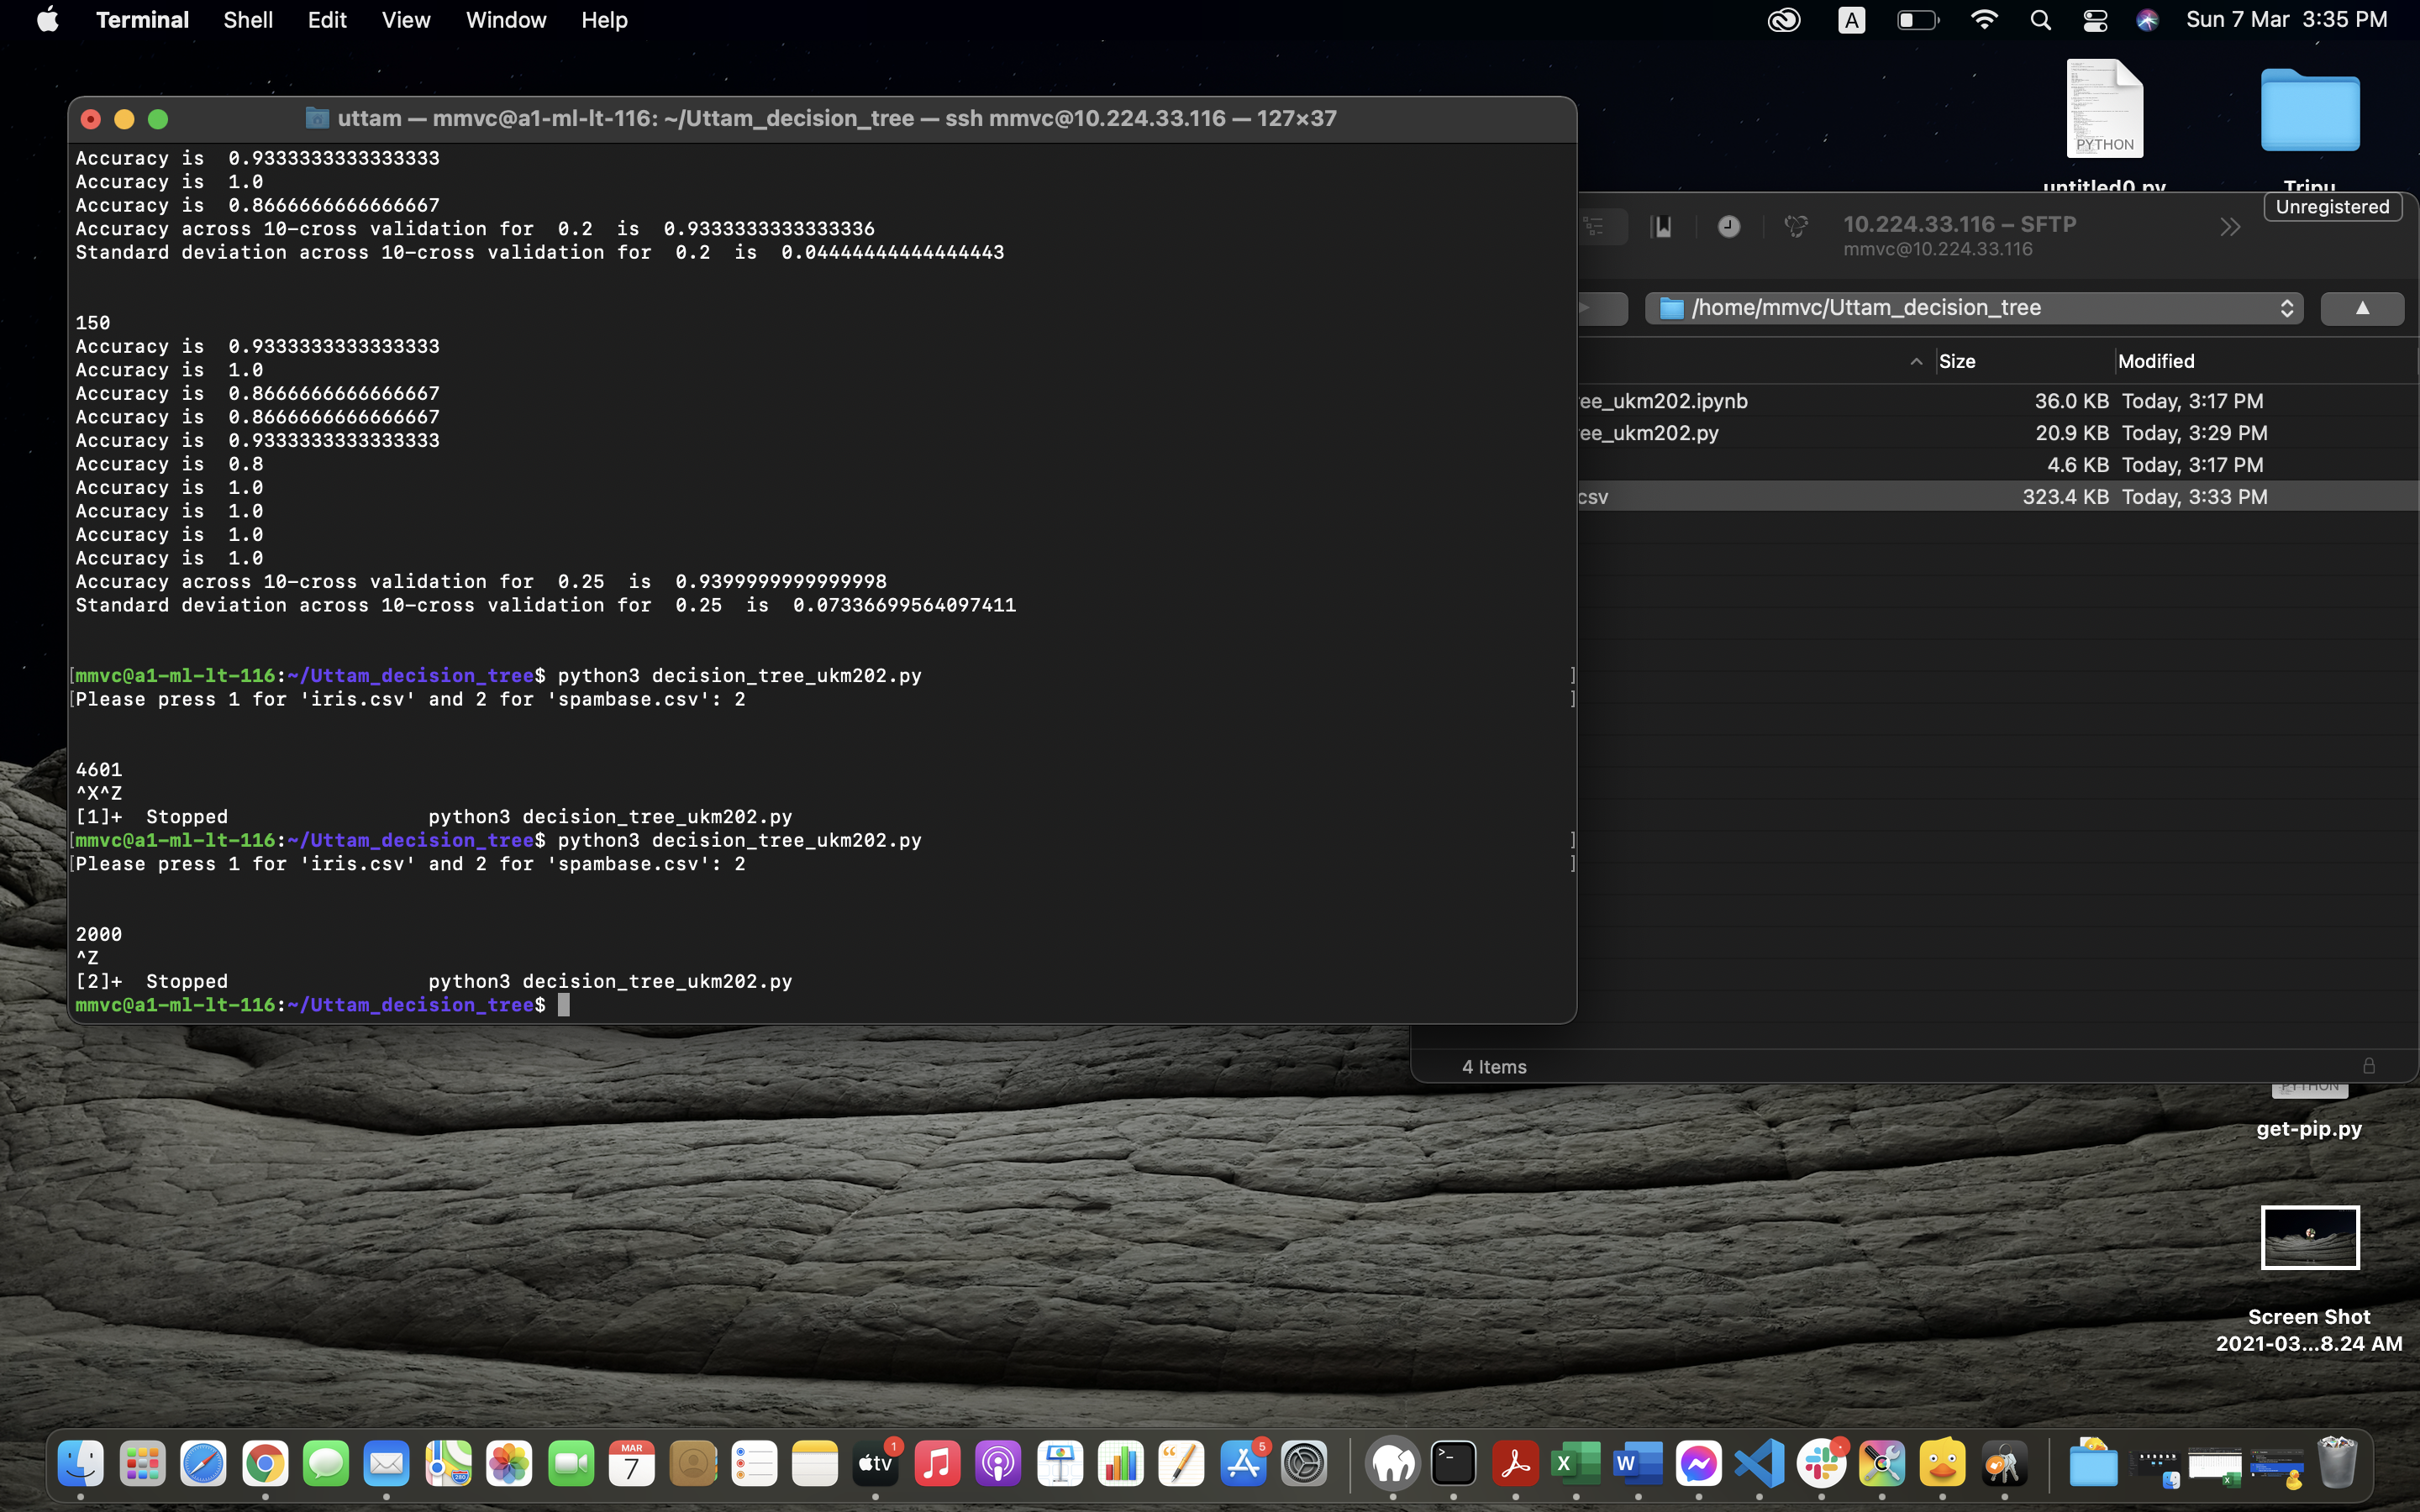 Terminal Shell Edit View Window Help
A
Sun 7 Mar 3:35 PM
PYTHON
untitled0.py
Tripu
uttam — mmvc@a1-ml-lt-116: ~/Uttam_decision_tree — ssh mmvc@10.224.33.116 — 127×37
Accuracy is  0.9333333333333333
Accuracy is  1.0
Accuracy is  0.8666666666666667
Accuracy across 10-cross validation for  0.2  is  0.9333333333333336
Standard deviation across 10-cross validation for  0.2  is  0.04444444444444443
150
Accuracy is  0.9333333333333333
Accuracy is  1.0
Accuracy is  0.8666666666666667
Accuracy is  0.8666666666666667
Accuracy is  0.9333333333333333
Accuracy is  0.8
Accuracy is  1.0
Accuracy is  1.0
Accuracy is  1.0
Accuracy is  1.0
Accuracy across 10-cross validation for  0.25  is  0.9399999999999998
Standard deviation across 10-cross validation for  0.25  is  0.07336699564097411
[mmvc@a1-ml-lt-116:~/Uttam_decision_tree$ python3 decision_tree_ukm202.py ]
[Please press 1 for 'iris.csv' and 2 for 'spambase.csv': 2 ]
4601
^X^Z
[1]+  Stopped                 python3 decision_tree_ukm202.py
[mmvc@a1-ml-lt-116:~/Uttam_decision_tree$ python3 decision_tree_ukm202.py ]
[Please press 1 for 'iris.csv' and 2 for 'spambase.csv': 2 ]
2000
^Z
[2]+  Stopped                 python3 decision_tree_ukm202.py
mmvc@a1-ml-lt-116:~/Uttam_decision_tree$
Unregistered
10.224.33.116 – SFTP
mmvc@10.224.33.116
/home/mmvc/Uttam_decision_tree
Size Modified
ee_ukm202.ipynb 36.0 KB Today, 3:17 PM
ee_ukm202.py 20.9 KB Today, 3:29 PM
4.6 KB Today, 3:17 PM
csv 323.4 KB Today, 3:33 PM
4 Items
PYTHON
get-pip.py
Screen Shot
2021-03...8.24 AM
MAR
7
280
tv
1
5
>_
X
W